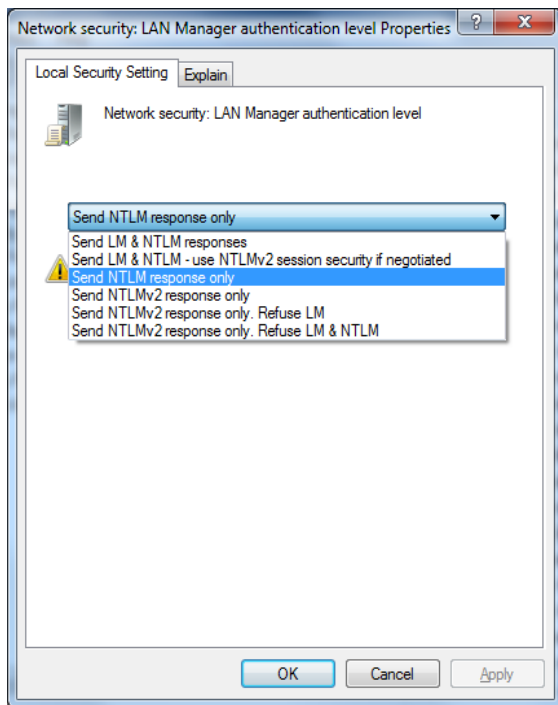 Network security: LAN Manager authentication level Properties
Local Security Setting
Explain
Network security: LAN Manager authentication level
Send NTLM response only
Send LM & NTLM responses
Send LM & NTLM - use NTLMv2 session security if negotiated
Send NTLM response only
Send NTLMv2 response only
Send NTLMv2 response only. Refuse LM
Send NTLMv2 response only. Refuse LM & NTLM
OK
Cancel
Apply